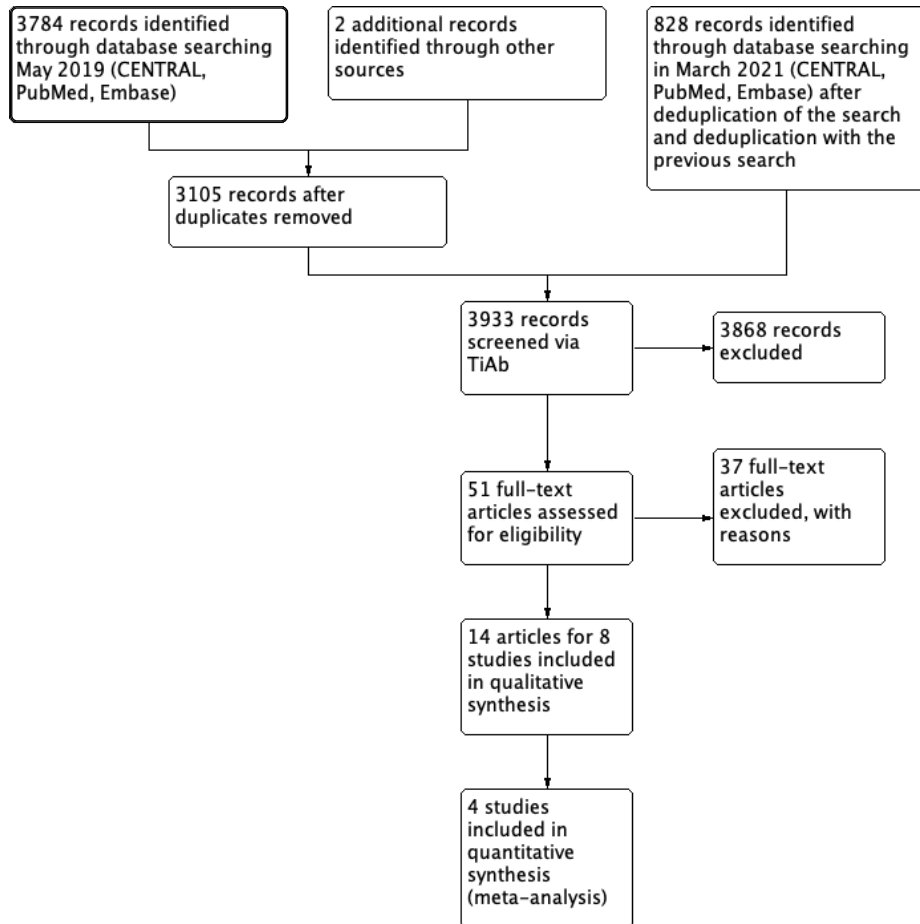 3784 records identified
through database searching
May 2019 (CENTRAL,
PubMed, Embase)
2 additional records
identified through other
sources
828 records identified
through database searching
in March 2021 (CENTRAL,
PubMed, Embase) after
deduplication of the search
and deduplication with the
previous search
3105 records after
duplicates removed
3933 records
screened via
TiAb
3868 records
excluded
51 full-text
articles assessed
for eligibility
37 full-text
articles
excluded, with
reasons
14 articles for 8
studies included
in qualitative
synthesis
4 studies
included in
quantitative
synthesis
(meta-analysis)